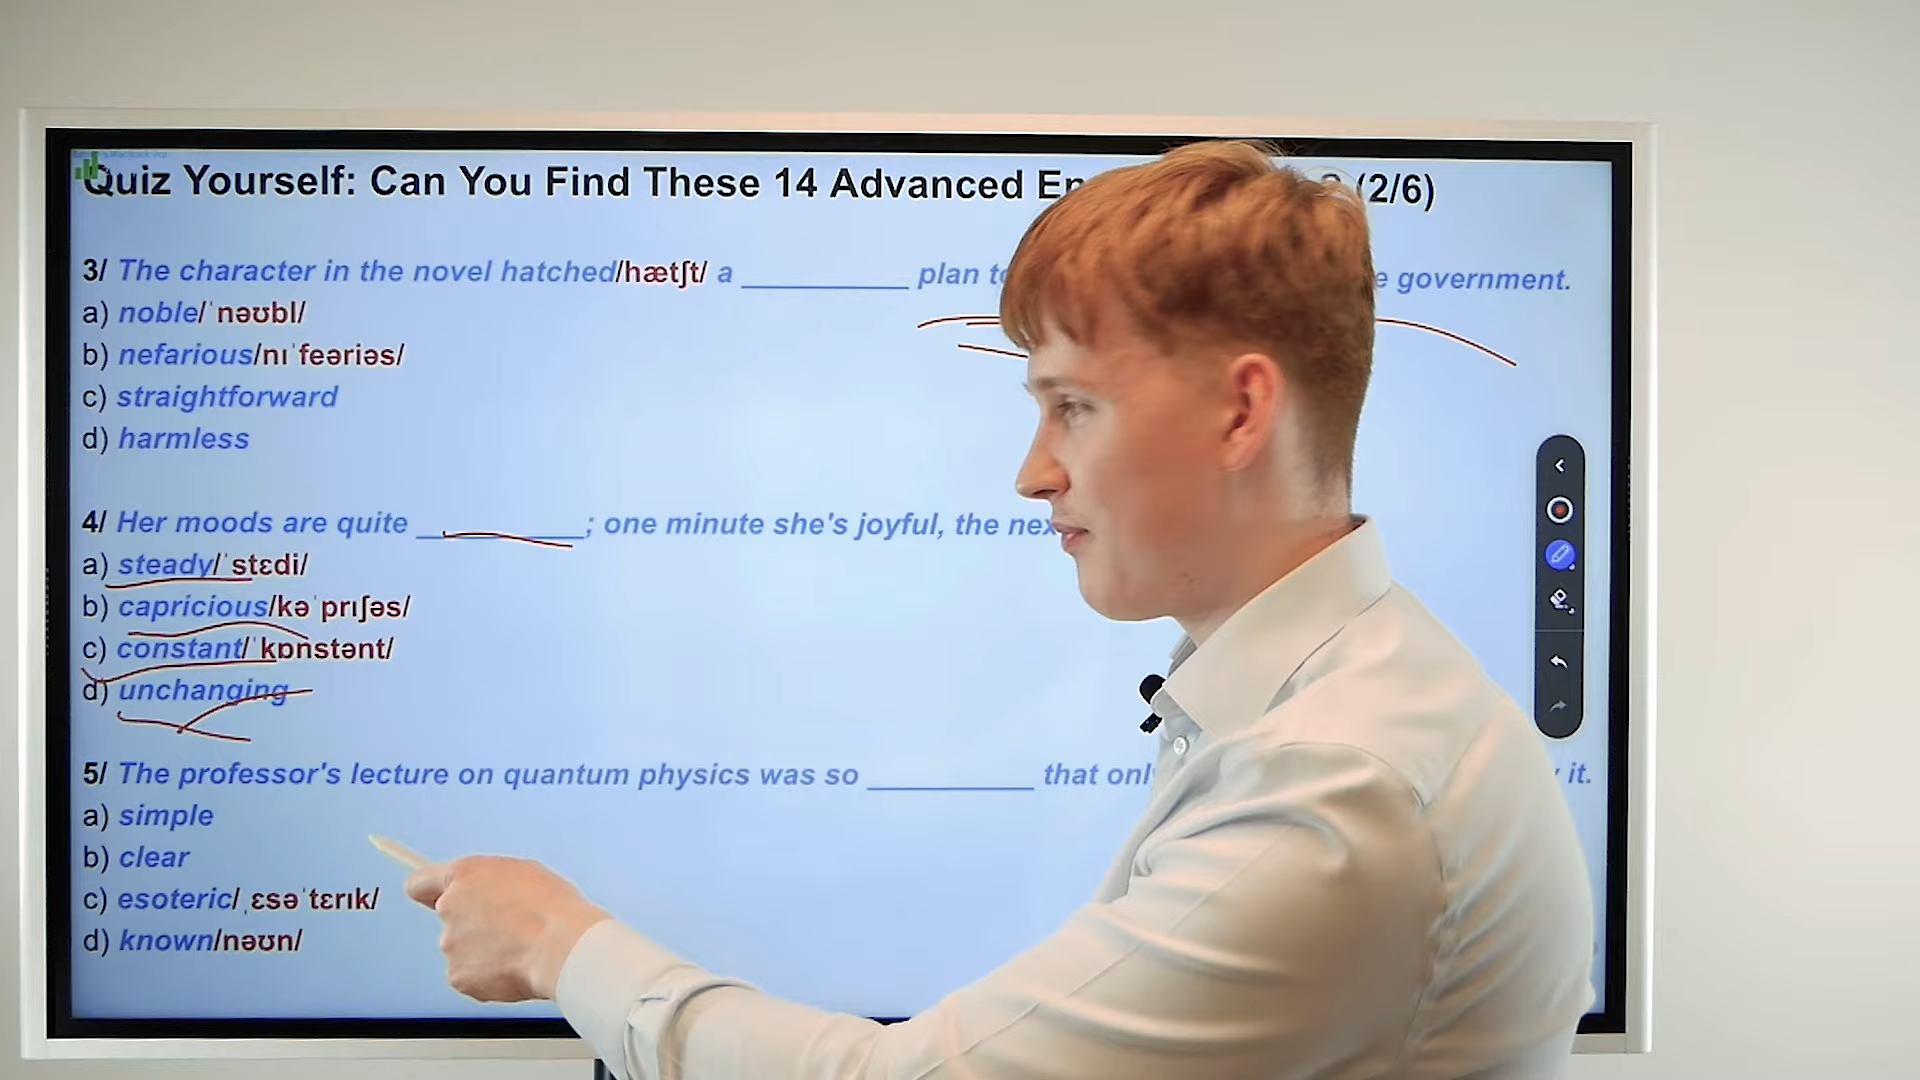 Quiz Yourself: Can You Find These 14 Advanced En (2/6)
3/ The character in the novel hatched/hætʃt/ a __________ plan to government.
a) noble/ˈnəʊbl/
b) nefarious/nɪˈfeəriəs/
c) straightforward
d) harmless
4/ Her moods are quite __________; one minute she's joyful, the nex
a) steady/ˈstɛdi/
b) capricious/kəˈprɪʃəs/
c) constant/ˈkɒnstənt/
d) unchanging
5/ The professor's lecture on quantum physics was so __________ that only it.
a) simple
b) clear
c) esoteric/ˌɛsəˈtɛrɪk/
d) known/nəʊn/